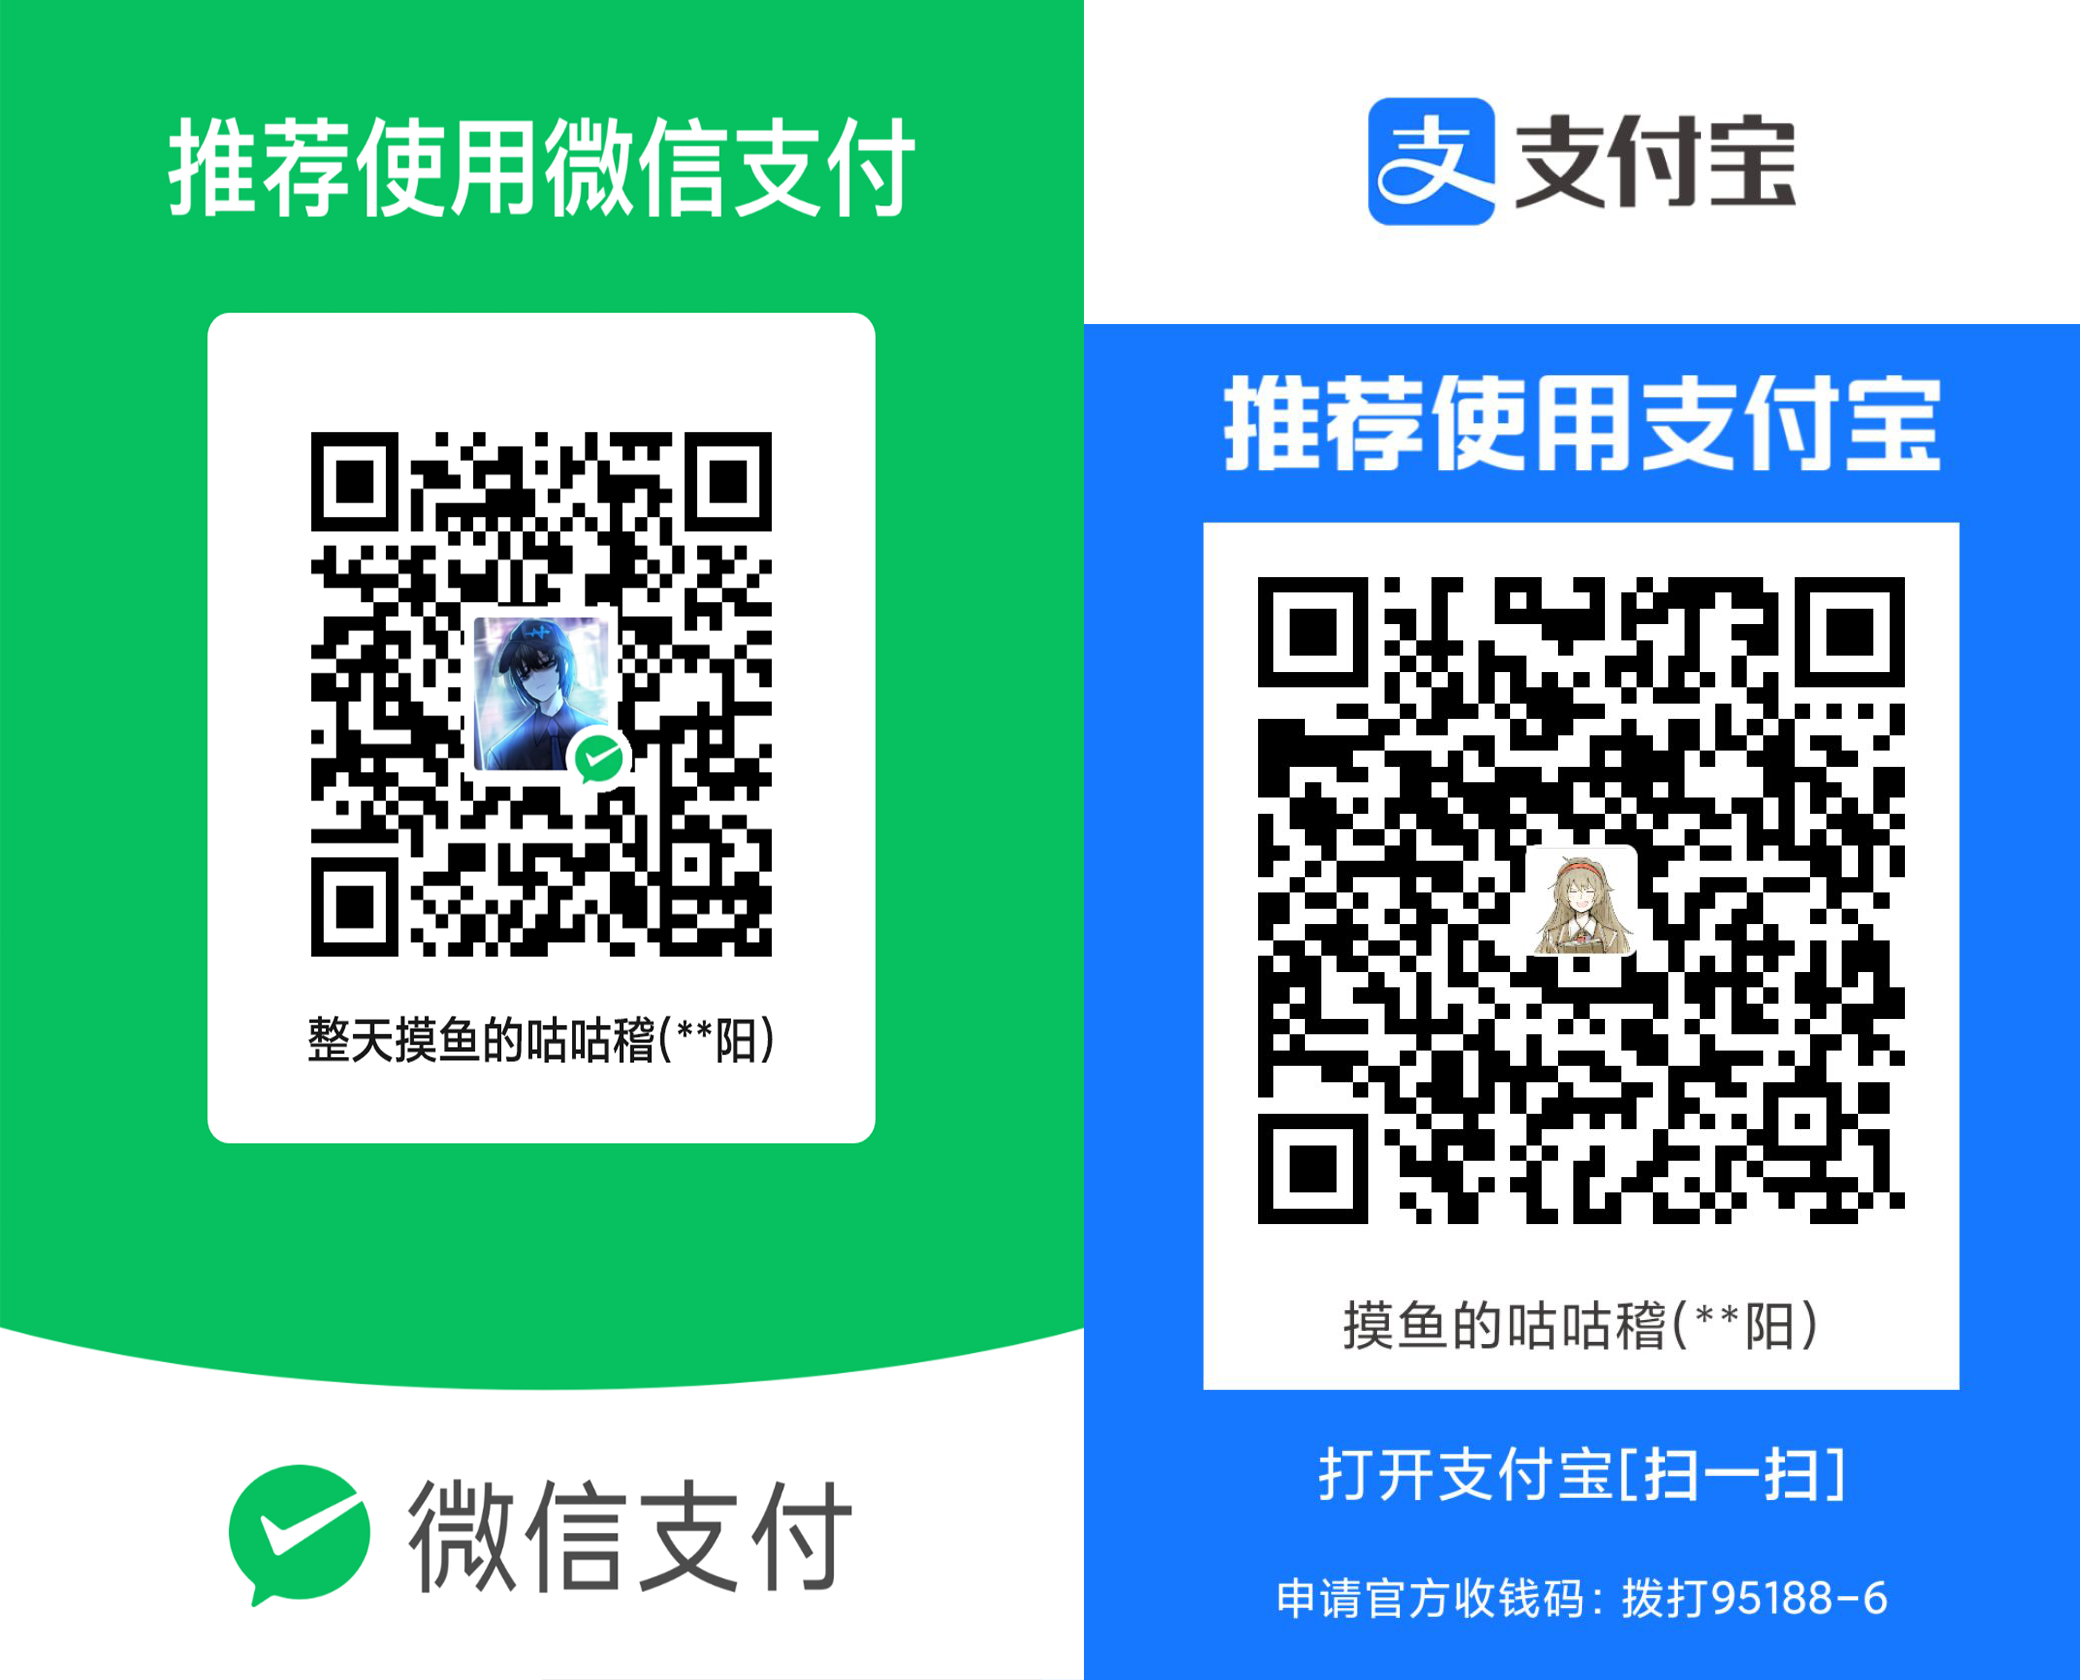 推荐使用微信支付
整天摸鱼的咕咕稽(**阳)
微信支付
支 支付宝
推荐使用支付宝
摸鱼的咕咕稽(**阳)
打开支付宝[扫一扫]
申请官方收钱码：拨打95188-6